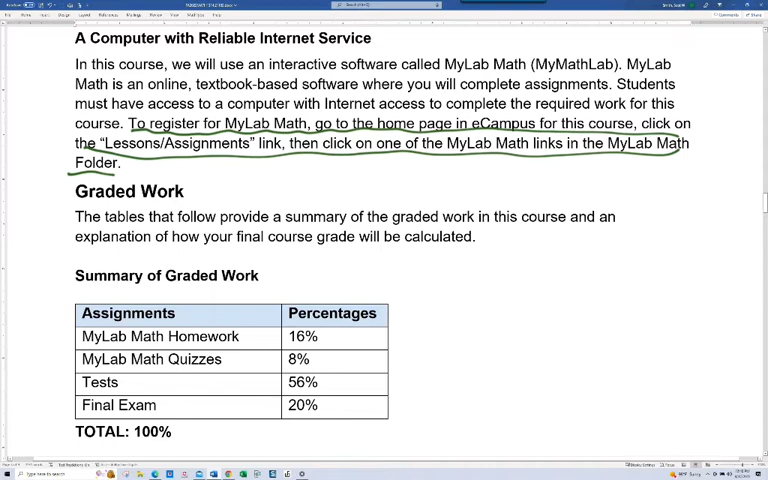 A Computer with Reliable Internet Service
In this course, we will use an interactive software called MyLab Math (MyMathLab). MyLab
Math is an online, textbook-based software where you will complete assignments. Students
must have access to a computer with Internet access to complete the required work for this
course. To register for MyLab Math, go to the home page in eCampus for this course, click on
the “Lessons/Assignments” link, then click on one of the MyLab Math links in the MyLab Math
Folder.
Graded Work
The tables that follow provide a summary of the graded work in this course and an
explanation of how your final course grade will be calculated.
Summary of Graded Work
Assignments Percentages
MyLab Math Homework 16%
MyLab Math Quizzes 8%
Tests 56%
Final Exam 20%
TOTAL: 100%
Type here to search